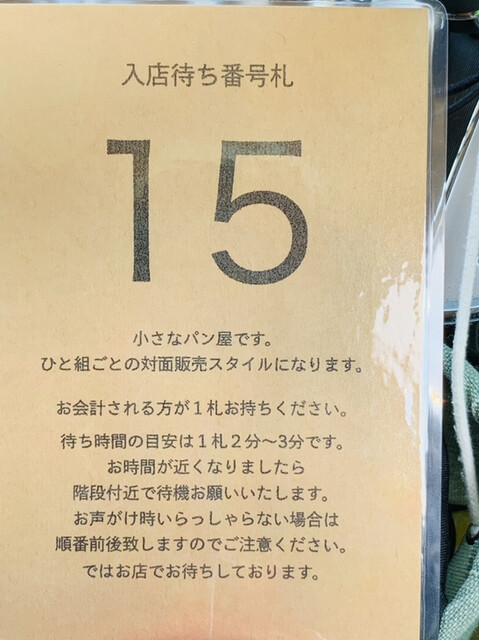 入店待ち番号札
15
小さなパン屋です。
ひと組ごとの対面販売スタイルになります。
お会計される方が１札お持ちください。
待ち時間の目安は１札２分〜3分です。
お時間が近くなりましたら
階段付近で待機お願いいたします。
お声がけ時いらっしゃらない場合は
順番前後致しますのでご注意ください。
ではお店でお待ちしております。